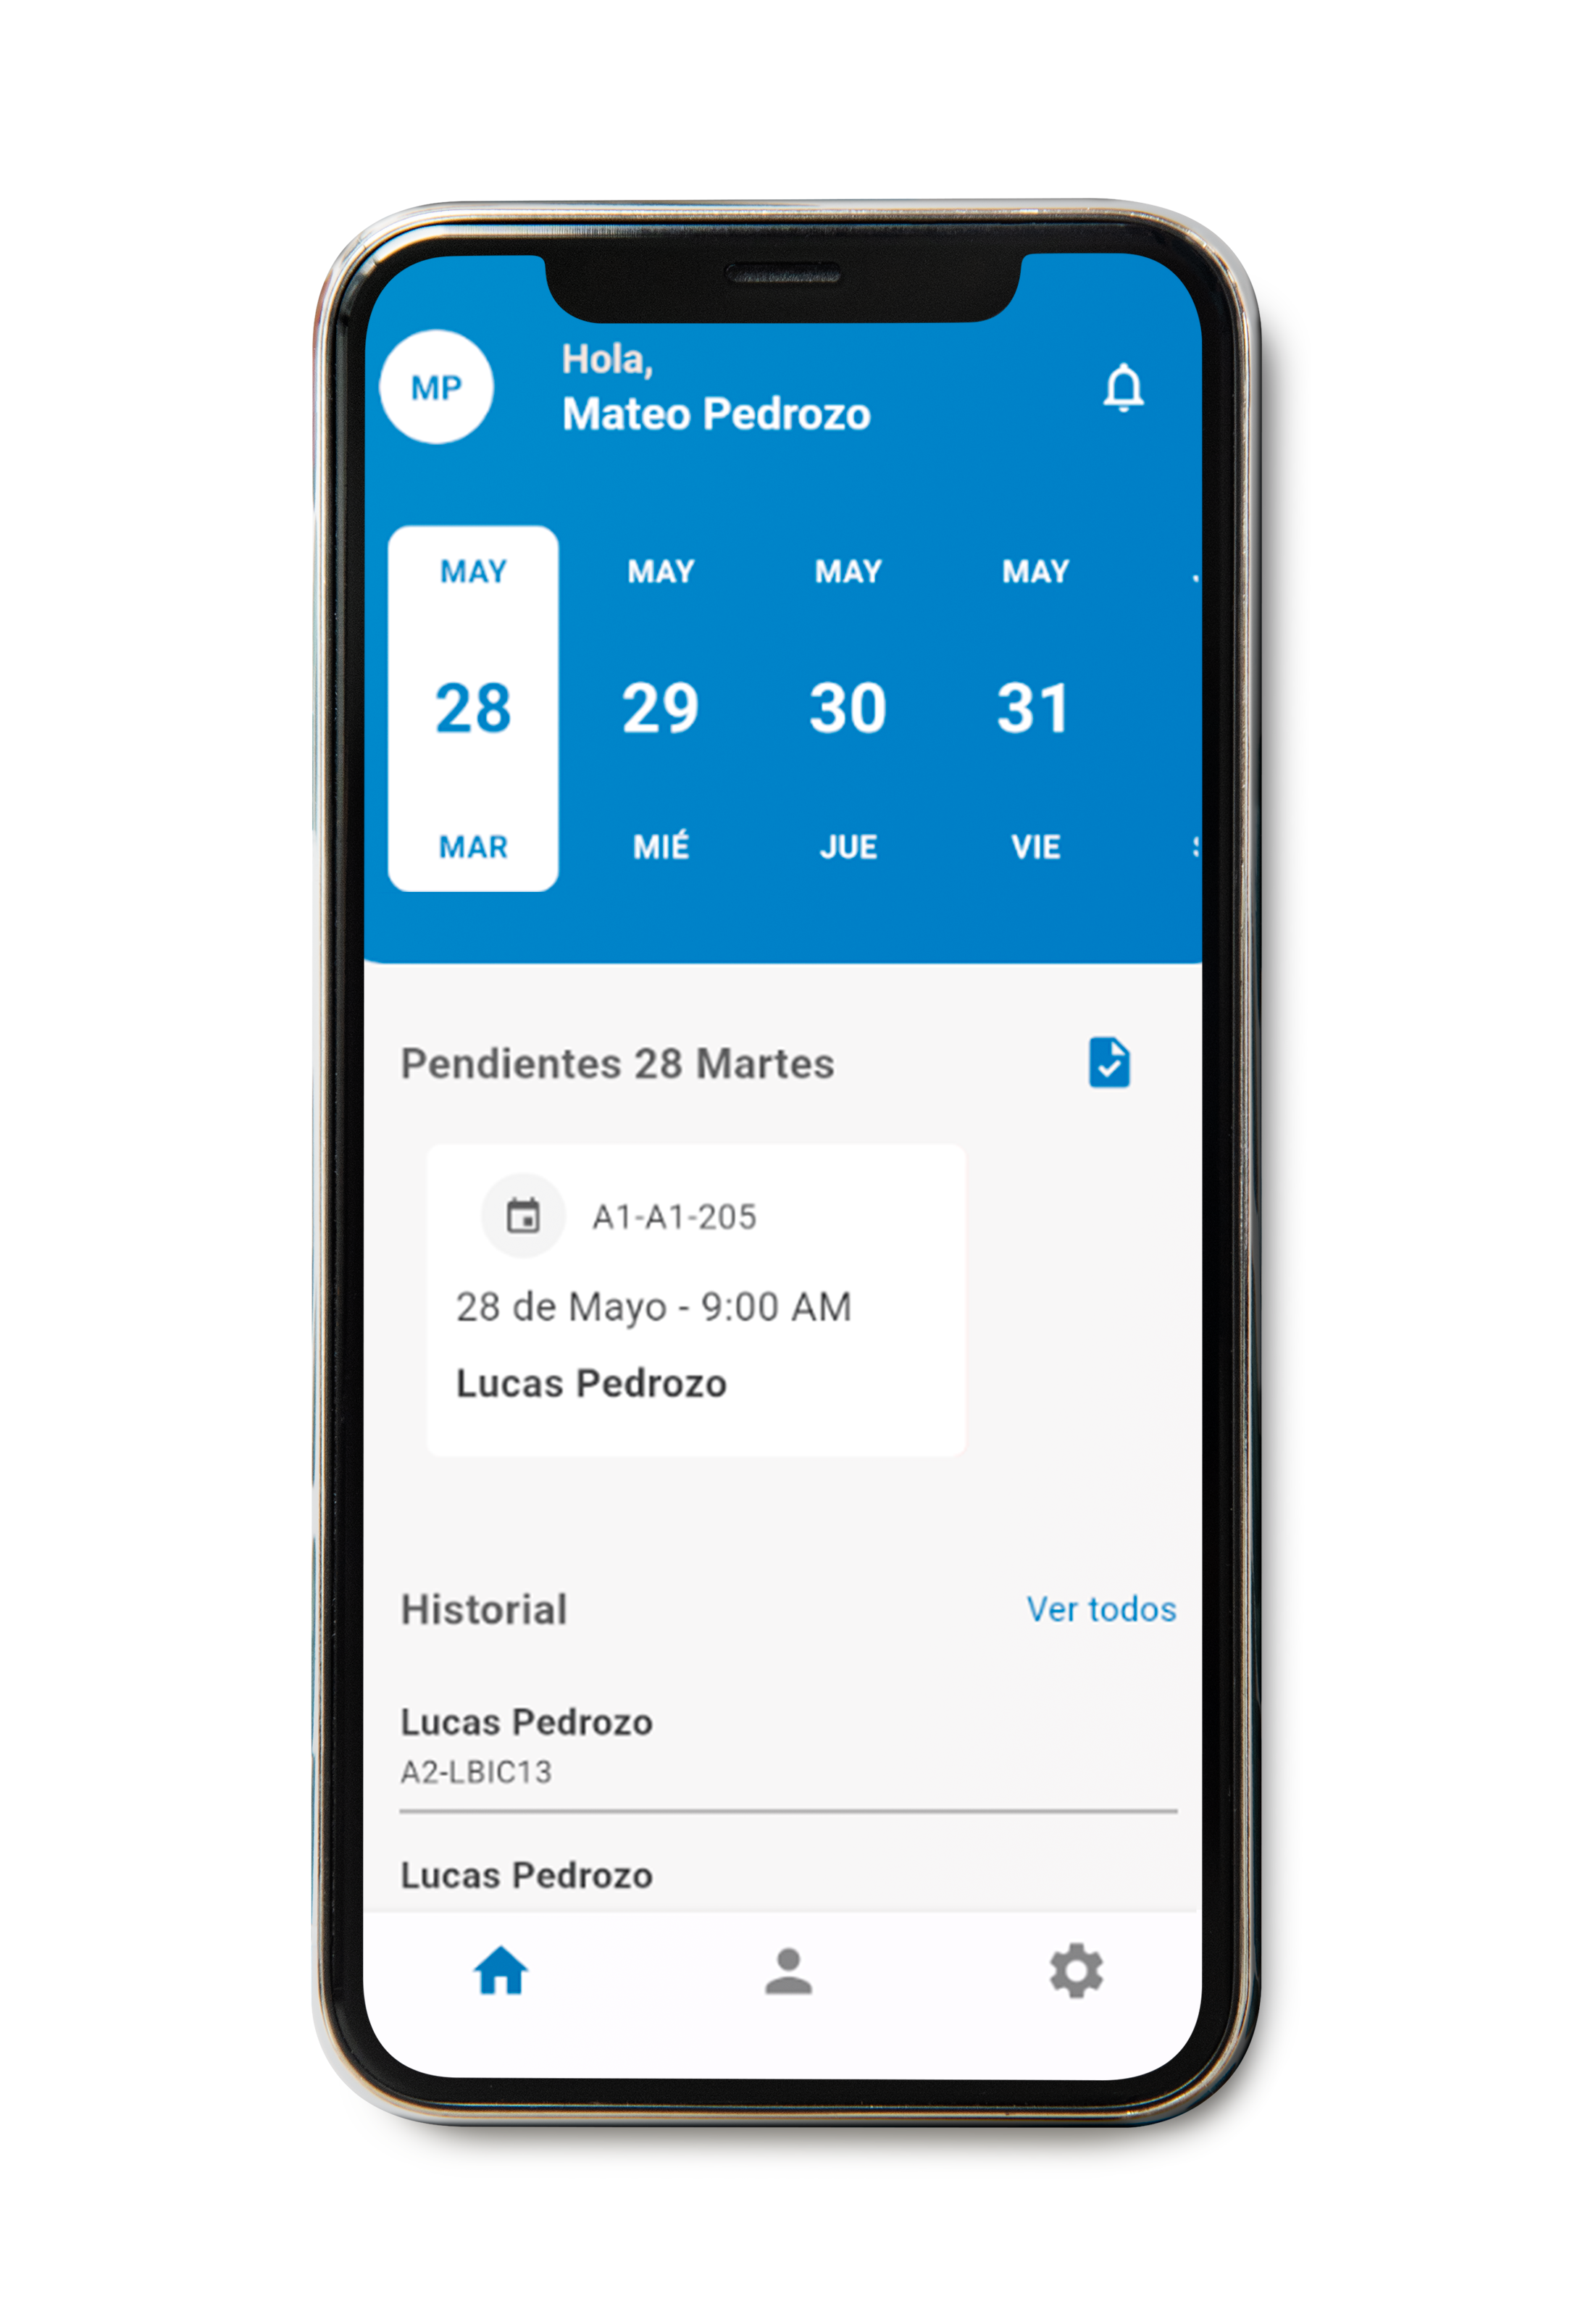 MP
Hola,
Mateo Pedrozo
MAY MAY MAY MAY
28 29 30 31
MAR MIÉ JUE VIE
Pendientes 28 Martes
A1-A1-205
28 de Mayo - 9:00 AM
Lucas Pedrozo
Historial Ver todos
Lucas Pedrozo
A2-LBIC13
Lucas Pedrozo